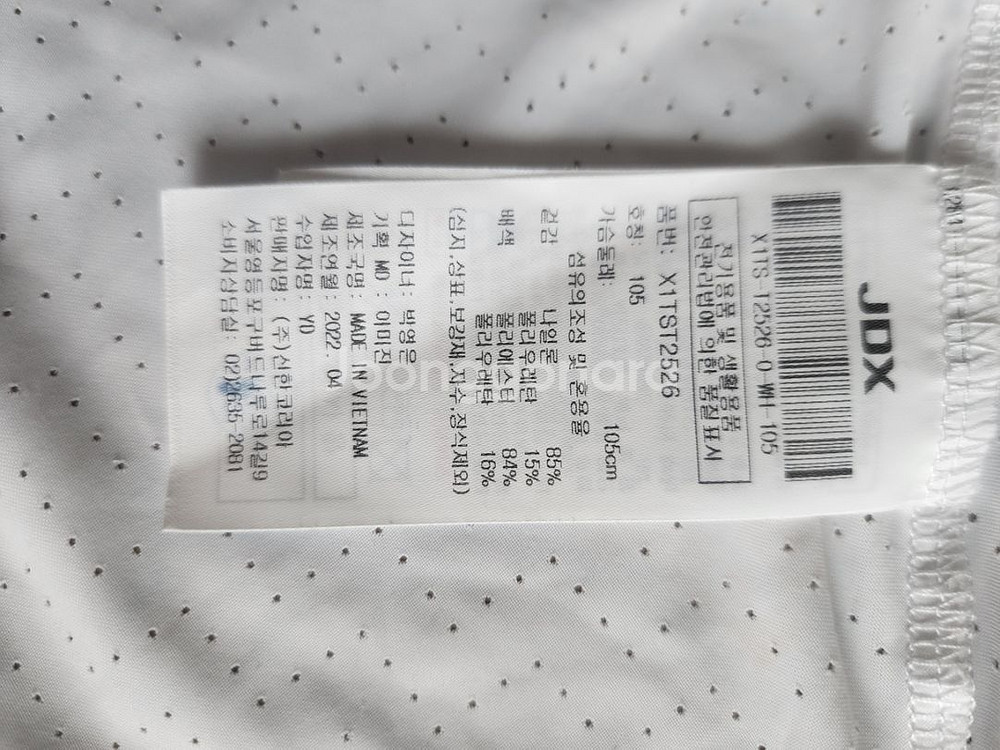 JDX
X1TS-12526-0 WH-105
전기용품 및 생활용품
안전관리법에 의한 품질표시
품번: X1TST2526
호칭: 105
가슴둘레: 105cm
섬유의조성 및 혼용율
겉감 나일론 85%
폴리우레탄 15%
배색 폴리에스터 84%
폴리우레탄 16%
(심지.상표.보강재.자수.장식제외)
디자이너: 박영은
기획 MD : 이미진
제조국명: MADE IN VIETNAM
제조연월: 2022. 04
수입자명: YO
판매자명: (주)신한코리아
서울영등포구버드나루로14길9
소비자상담실: 02)2635-2081